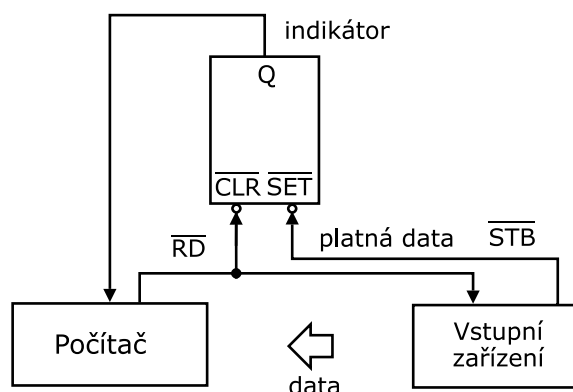 indikátor
Q
CLR SET
RD
platná data
STB
Počítač
Vstupní
zařízení
data